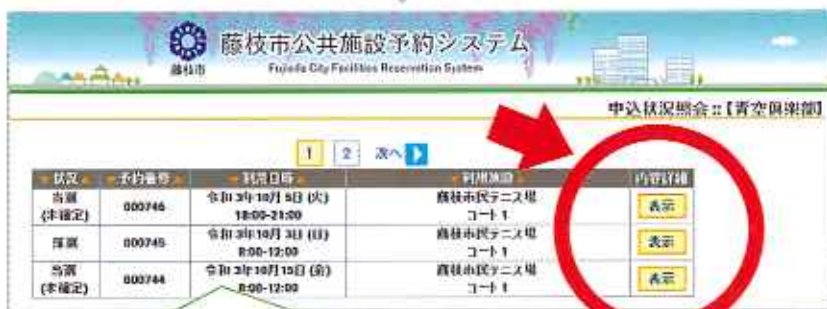 藤枝市公共施設予約システム
藤枝市
Fujieda City Facilities Reservation System
申込状況照会::【青空倶楽部】
1 2 次へ
状況 予約番号 利用日時 利用施設 内容詳細
当選
(未確定)
000746
令和 3年10月 5日 (火)
18:00-21:00
藤枝市民テニス場
コート 1
表示
落選
000745
令和 3年10月 3日 (日)
8:00-12:00
藤枝市民テニス場
コート 1
表示
当選
(未確定)
000744
令和 3年10月15日 (金)
8:00-12:00
藤枝市民テニス場
コート 1
表示